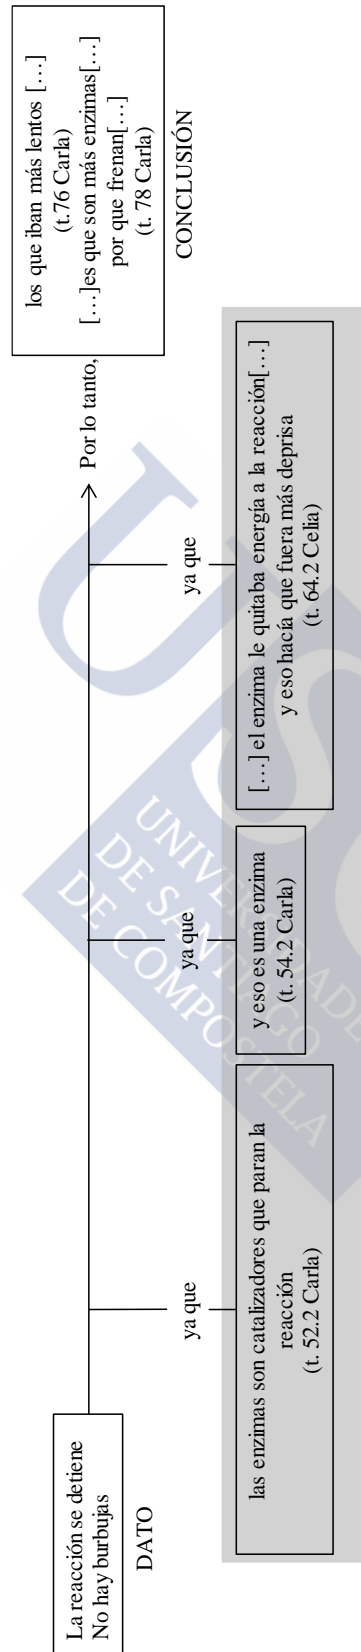 La reacción se detiene
No hay burbujas
DATO
ya que
las enzimas son catalizadores que paran la
reacción
(t. 52.2 Carla)
ya que
y eso es una enzima
(t. 54.2 Carla)
ya que
[…] el enzima le quitaba energía a la reacción[…]
y eso hacía que fuera más deprisa
(t. 64.2 Celia)
Por lo tanto,
los que iban más lentos […]
(t.76 Carla)
[…]es que son más enzimas[…]
por que frenan[…]
(t. 78 Carla)
CONCLUSIÓN
USC
UNIVERSIDADE
DE SANTIAGO
DE COMPOSTELA